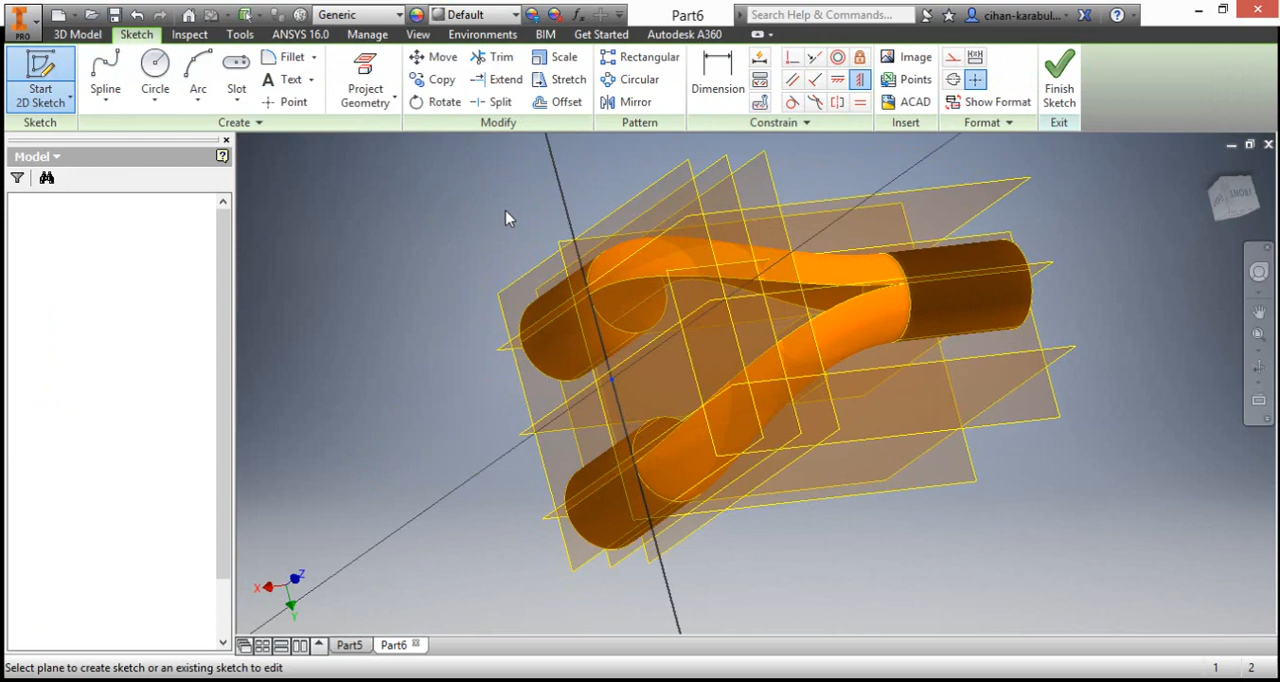 Generic
Default
Part6
Search Help & Commands...
cihan-karabul...
PRO
3D Model Sketch Inspect Tools ANSYS 16.0 Manage View Environments BIM Get Started Autodesk A360
Start
2D Sketch
Spline
Circle
Arc
Slot
Fillet
Text
Point
Project
Geometry
Move
Copy
Rotate
Trim
Extend
Split
Scale
Stretch
Offset
Rectangular
Circular
Mirror
Dimension
Image
Points
ACAD
Show Format
Finish
Sketch
Sketch Create Modify Pattern Constrain Insert Format Exit
Model
FRONT
X
Y
Z
Part5 Part6
Select plane to create sketch or an existing sketch to edit
1 2